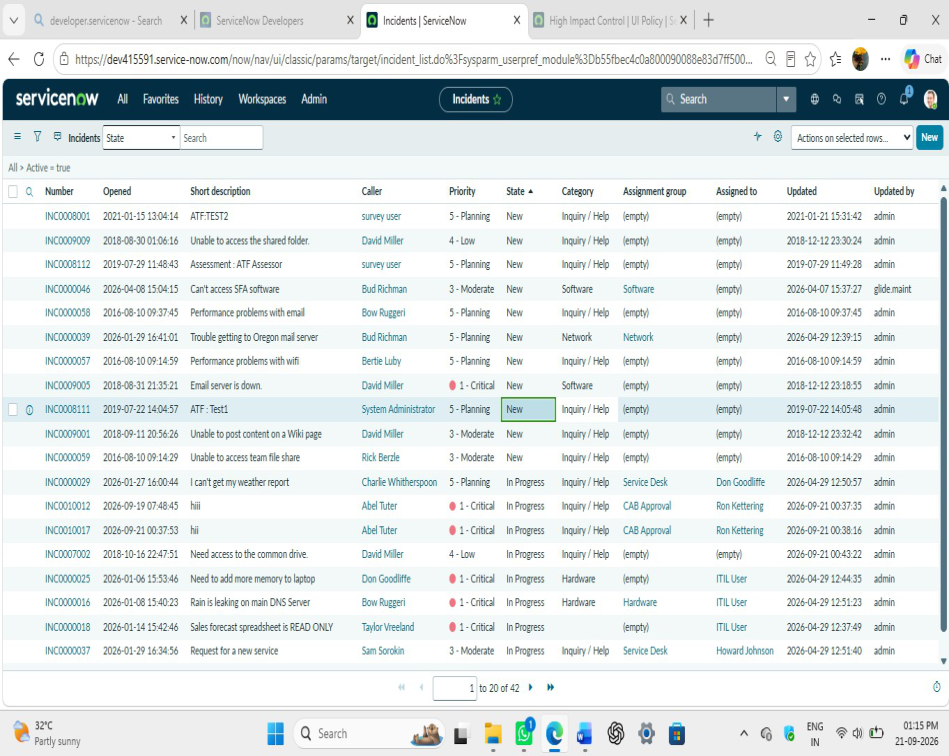 developer.servicenow - Search
ServiceNow Developers
Incidents | ServiceNow
High Impact Control | UI Policy | S
https://dev415591.service-now.com/now/nav/ui/classic/params/target/incident_list.do%3Fsysparm_userpref_module%3Db55fbec4c0a800090088e83d7ff500...
Chat
servicenow All Favorites History Workspaces Admin Incidents Search 1
Incidents State Search Actions on selected rows... New
All > Active = true
Number Opened Short description Caller Priority State Category Assignment group Assigned to Updated Updated by
INC0008001 2021-01-15 13:04:14 ATF:TEST2 survey user 5 - Planning New Inquiry / Help (empty) (empty) 2021-01-21 15:31:42 admin
INC0009009 2018-08-30 01:06:16 Unable to access the shared folder. David Miller 4 - Low New Inquiry / Help (empty) (empty) 2018-12-12 23:30:24 admin
INC0008112 2019-07-29 11:48:43 Assessment : ATF Assessor survey user 5 - Planning New Inquiry / Help (empty) (empty) 2019-07-29 11:49:28 admin
INC0000046 2026-04-08 15:04:15 Can't access SFA software Bud Richman 3 - Moderate New Software Software (empty) 2026-04-07 15:37:27 glide.maint
INC0000058 2016-08-10 09:37:45 Performance problems with email Bow Ruggeri 5 - Planning New Inquiry / Help (empty) (empty) 2016-08-10 09:37:45 admin
INC0000039 2026-01-29 16:41:01 Trouble getting to Oregon mail server Bud Richman 5 - Planning New Network Network (empty) 2026-04-29 12:39:15 admin
INC0000057 2016-08-10 09:14:59 Performance problems with wifi Bertie Luby 5 - Planning New Inquiry / Help (empty) (empty) 2016-08-10 09:14:59 admin
INC0009005 2018-08-31 21:35:21 Email server is down. David Miller 1 - Critical New Software (empty) (empty) 2018-12-12 23:18:55 admin
INC0008111 2019-07-22 14:04:57 ATF : Test1 System Administrator 5 - Planning New Inquiry / Help (empty) (empty) 2019-07-22 14:05:48 admin
INC0009001 2018-09-11 20:56:26 Unable to post content on a Wiki page David Miller 3 - Moderate New Inquiry / Help (empty) (empty) 2018-12-12 23:32:42 admin
INC0000059 2016-08-10 09:14:29 Unable to access team file share Rick Berzle 3 - Moderate New Inquiry / Help (empty) (empty) 2016-08-10 09:14:29 admin
INC0000029 2026-01-27 16:00:44 I can't get my weather report Charlie Whitherspoon 5 - Planning In Progress Inquiry / Help Service Desk Don Goodliffe 2026-04-29 12:50:57 admin
INC0010012 2026-09-19 07:48:45 hiii Abel Tuter 1 - Critical In Progress Inquiry / Help CAB Approval Ron Kettering 2026-09-21 00:37:35 admin
INC0010017 2026-09-21 00:37:53 hii Abel Tuter 1 - Critical In Progress Inquiry / Help CAB Approval Ron Kettering 2026-09-21 00:38:16 admin
INC0007002 2018-10-16 22:47:51 Need access to the common drive. David Miller 4 - Low In Progress Inquiry / Help (empty) (empty) 2026-09-21 00:43:22 admin
INC0000025 2026-01-06 15:53:46 Need to add more memory to laptop Don Goodliffe 1 - Critical In Progress Hardware (empty) ITIL User 2026-04-29 12:44:35 admin
INC0000016 2026-01-08 15:40:23 Rain is leaking on main DNS Server Bow Ruggeri 1 - Critical In Progress Hardware Hardware ITIL User 2026-04-29 12:51:23 admin
INC0000018 2026-01-14 15:42:46 Sales forecast spreadsheet is READ ONLY Taylor Vreeland 1 - Critical In Progress (empty) ITIL User 2026-04-29 12:37:49 admin
INC0000037 2026-01-29 16:34:56 Request for a new service Sam Sorokin 3 - Moderate In Progress Inquiry / Help Service Desk Howard Johnson 2026-04-29 12:51:40 admin
1 to 20 of 42
32°C
Partly sunny
Search
1
ENG
IN
01:15 PM
21-09-2026